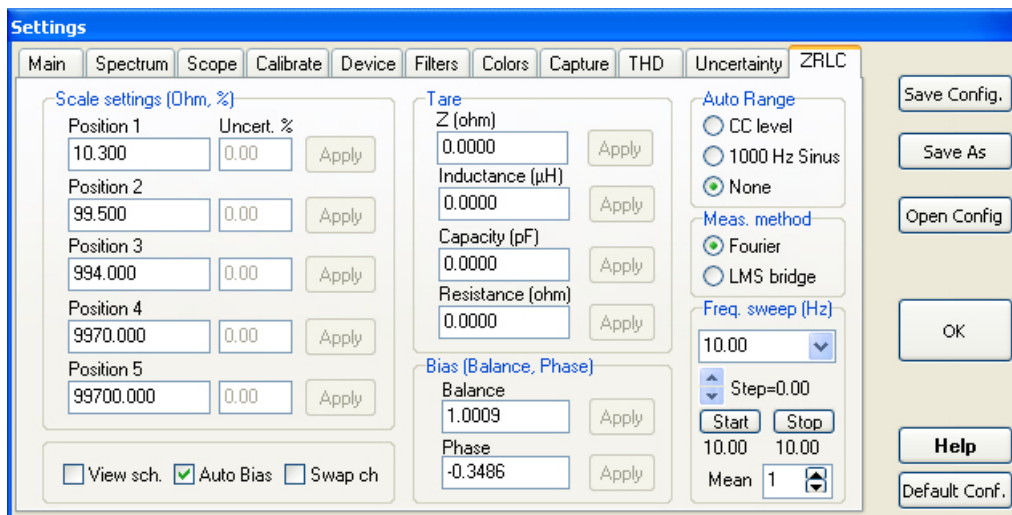 Settings
Main Spectrum Scope Calibrate Device Filters Colors Capture THD Uncertainty ZRLC
Scale settings (Ohm, %)
Position 1 Uncert. %
10.300 0.00 Apply
Position 2
99.500 0.00 Apply
Position 3
994.000 0.00 Apply
Position 4
9970.000 0.00 Apply
Position 5
99700.000 0.00 Apply
View sch. Auto Bias Swap ch
Tare
Z (ohm)
0.0000 Apply
Inductance (µH)
0.0000 Apply
Capacity (pF)
0.0000 Apply
Resistance (ohm)
0.0000 Apply
Bias (Balance, Phase)
Balance
1.0009 Apply
Phase
-0.3486 Apply
Auto Range
CC level
1000 Hz Sinus
None
Meas. method
Fourier
LMS bridge
Freq. sweep (Hz)
10.00
Step=0.00
Start Stop
10.00 10.00
Mean 1
Save Config.
Save As
Open Config
OK
Help
Default Conf.